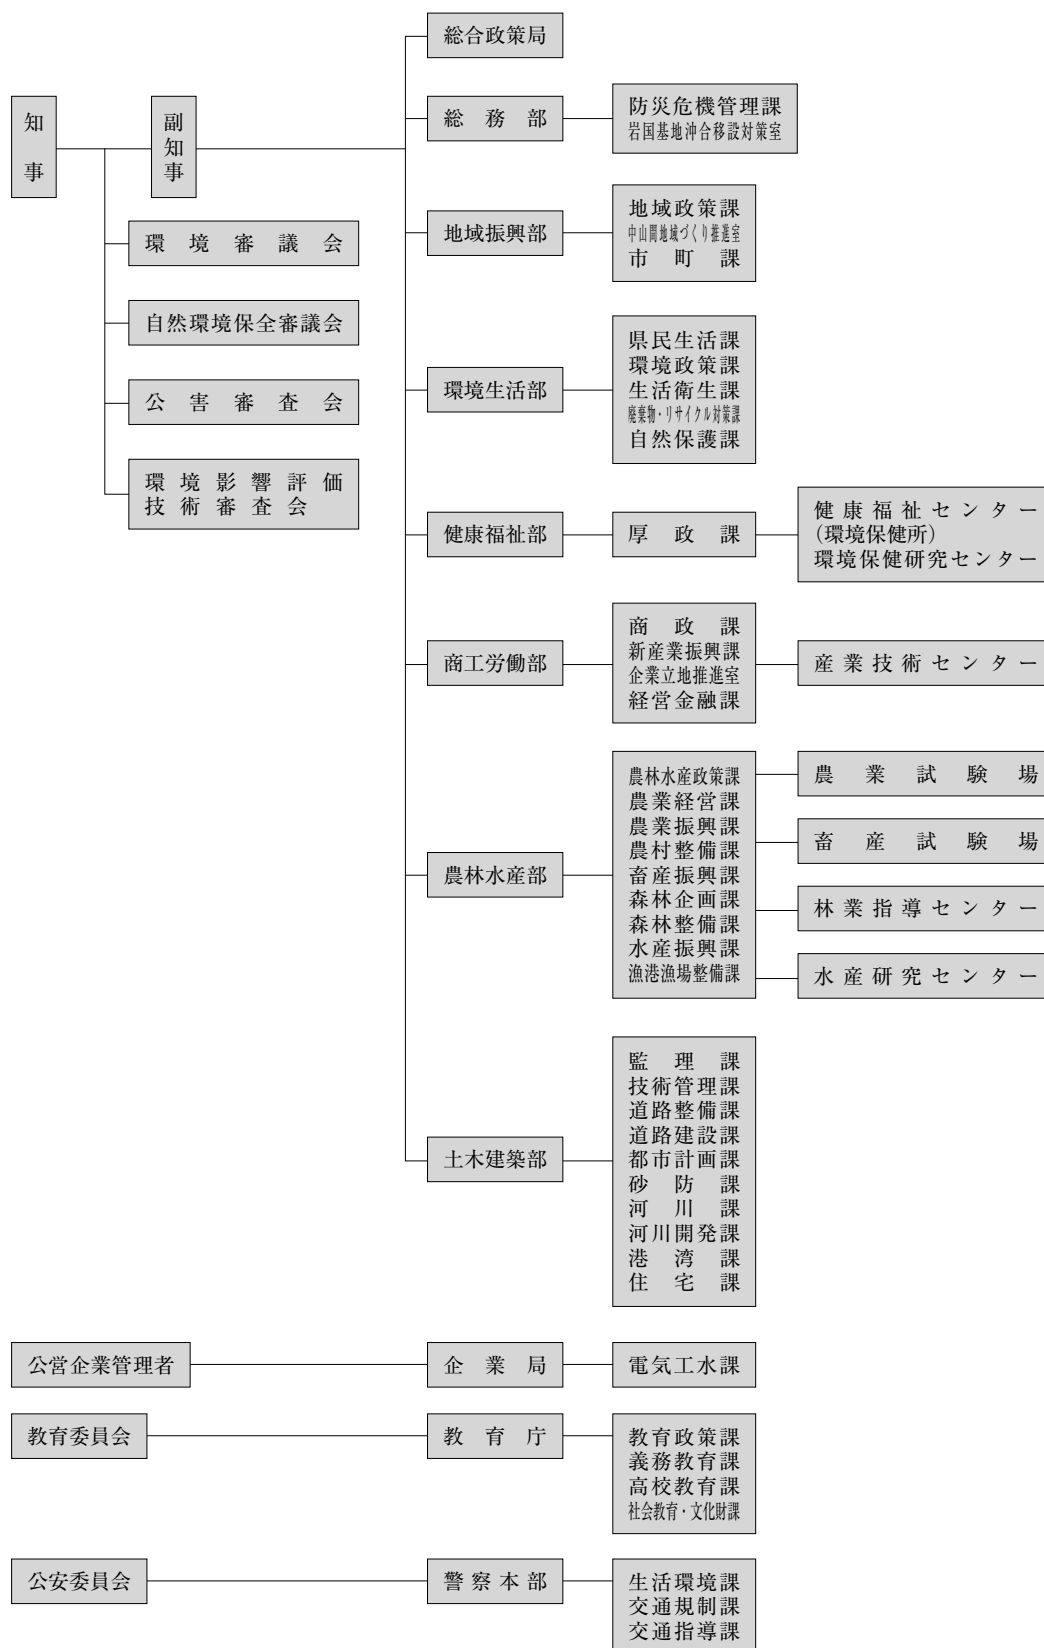 知事
副知事
環境審議会
自然環境保全審議会
公害審査会
環境影響評価
技術審査会
総合政策局
総務部
防災危機管理課
岩国基地沖合移設対策室
地域振興部
地域政策課
中山間地域づくり推進室
市町課
環境生活部
県民生活課
環境政策課
生活衛生課
廃棄物・リサイクル対策課
自然保護課
健康福祉部
厚政課
健康福祉センター
(環境保健所)
環境保健研究センター
商工労働部
商政課
新産業振興課
企業立地推進室
経営金融課
産業技術センター
農林水産部
農林水産政策課
農業経営課
農業振興課
農村整備課
畜産振興課
森林企画課
森林整備課
水産振興課
漁港漁場整備課
農業試験場
畜産試験場
林業指導センター
水産研究センター
土木建築部
監理課
技術管理課
道路整備課
道路建設課
都市計画課
砂防課
河川課
河川開発課
港湾課
住宅課
公営企業管理者
企業局
電気工水課
教育委員会
教育庁
教育政策課
義務教育課
高校教育課
社会教育・文化財課
公安委員会
警察本部
生活環境課
交通規制課
交通指導課